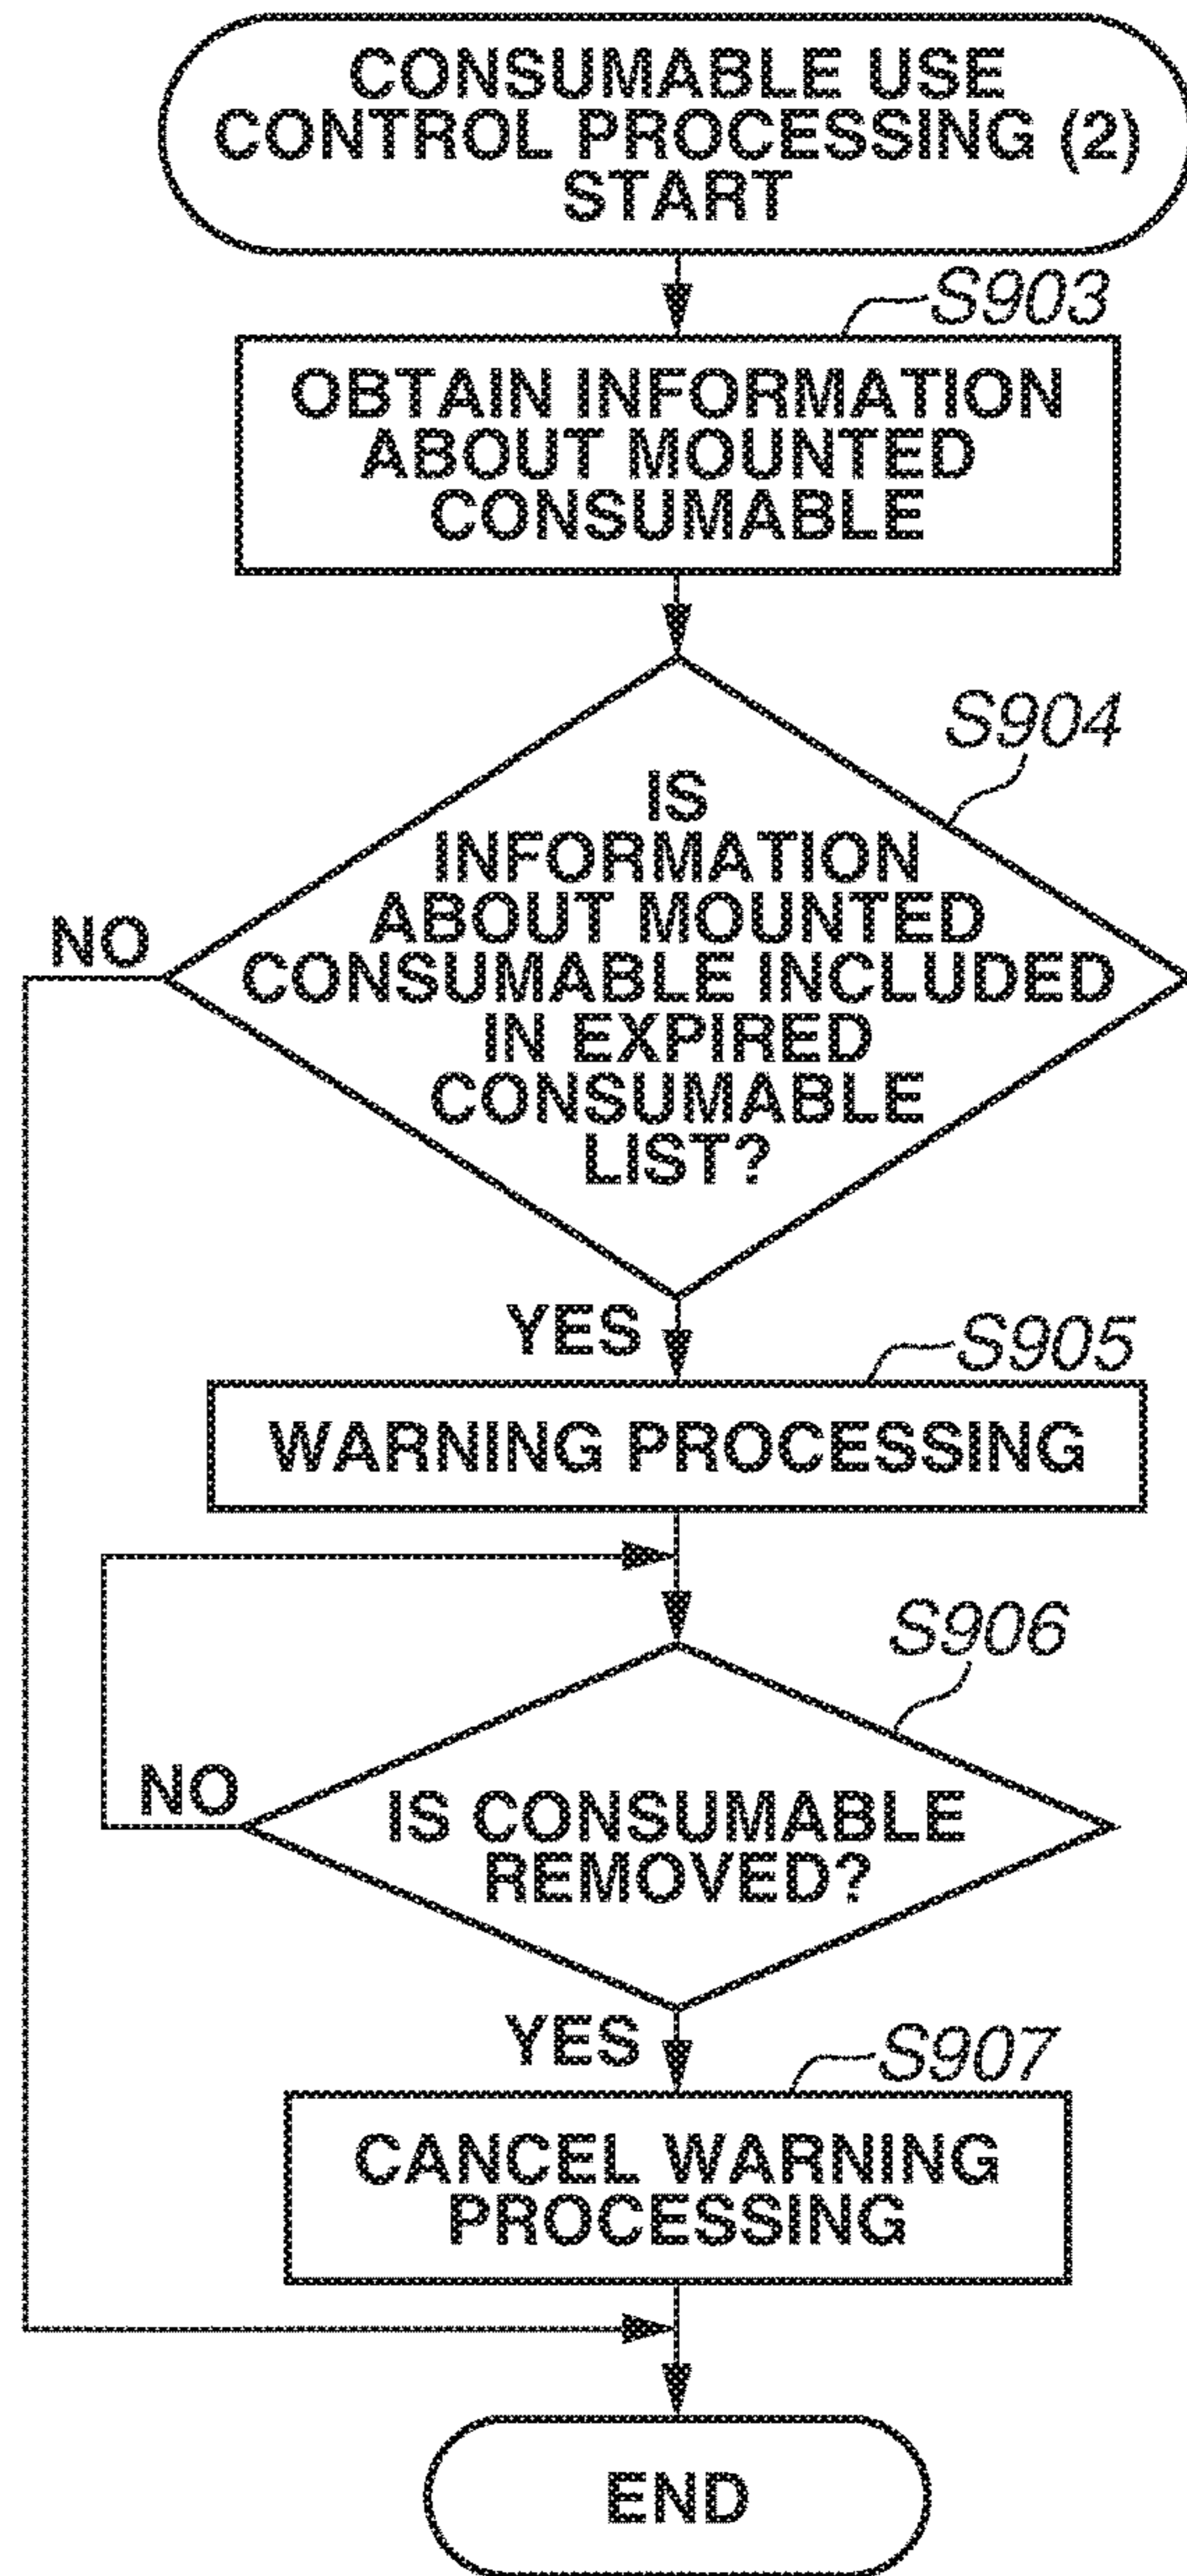 CONSUMABLE USE
CONTROL PROCESSING (2)
START
S903
OBTAIN INFORMATION
ABOUT MOUNTED
CONSUMABLE
S904
IS
INFORMATION
ABOUT MOUNTED
CONSUMABLE INCLUDED
IN EXPIRED
CONSUMABLE
LIST?
NO
YES
S905
WARNING PROCESSING
S906
IS CONSUMABLE
REMOVED?
NO
YES
S907
CANCEL WARNING
PROCESSING
END